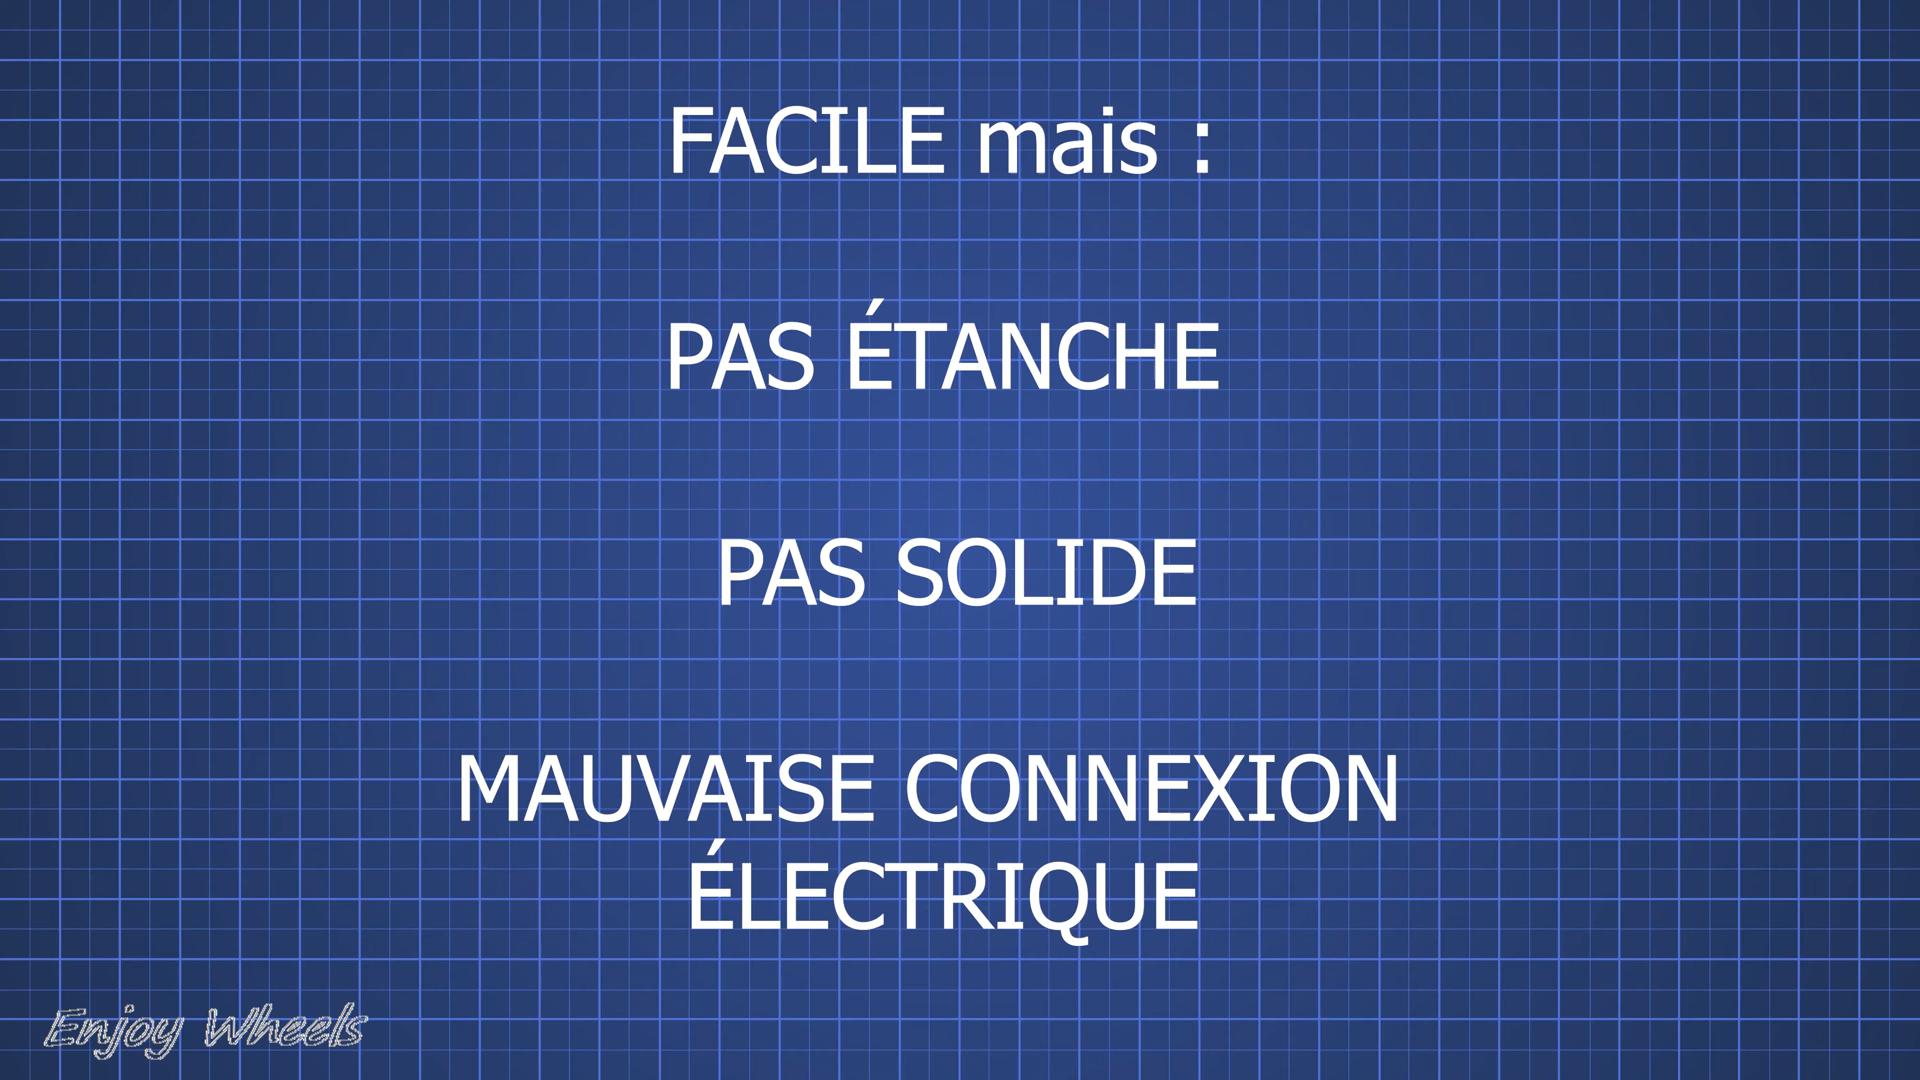 FACILE mais :
PAS ÉTANCHE
PAS SOLIDE
MAUVAISE CONNEXION
ÉLECTRIQUE
Enjoy Wheels